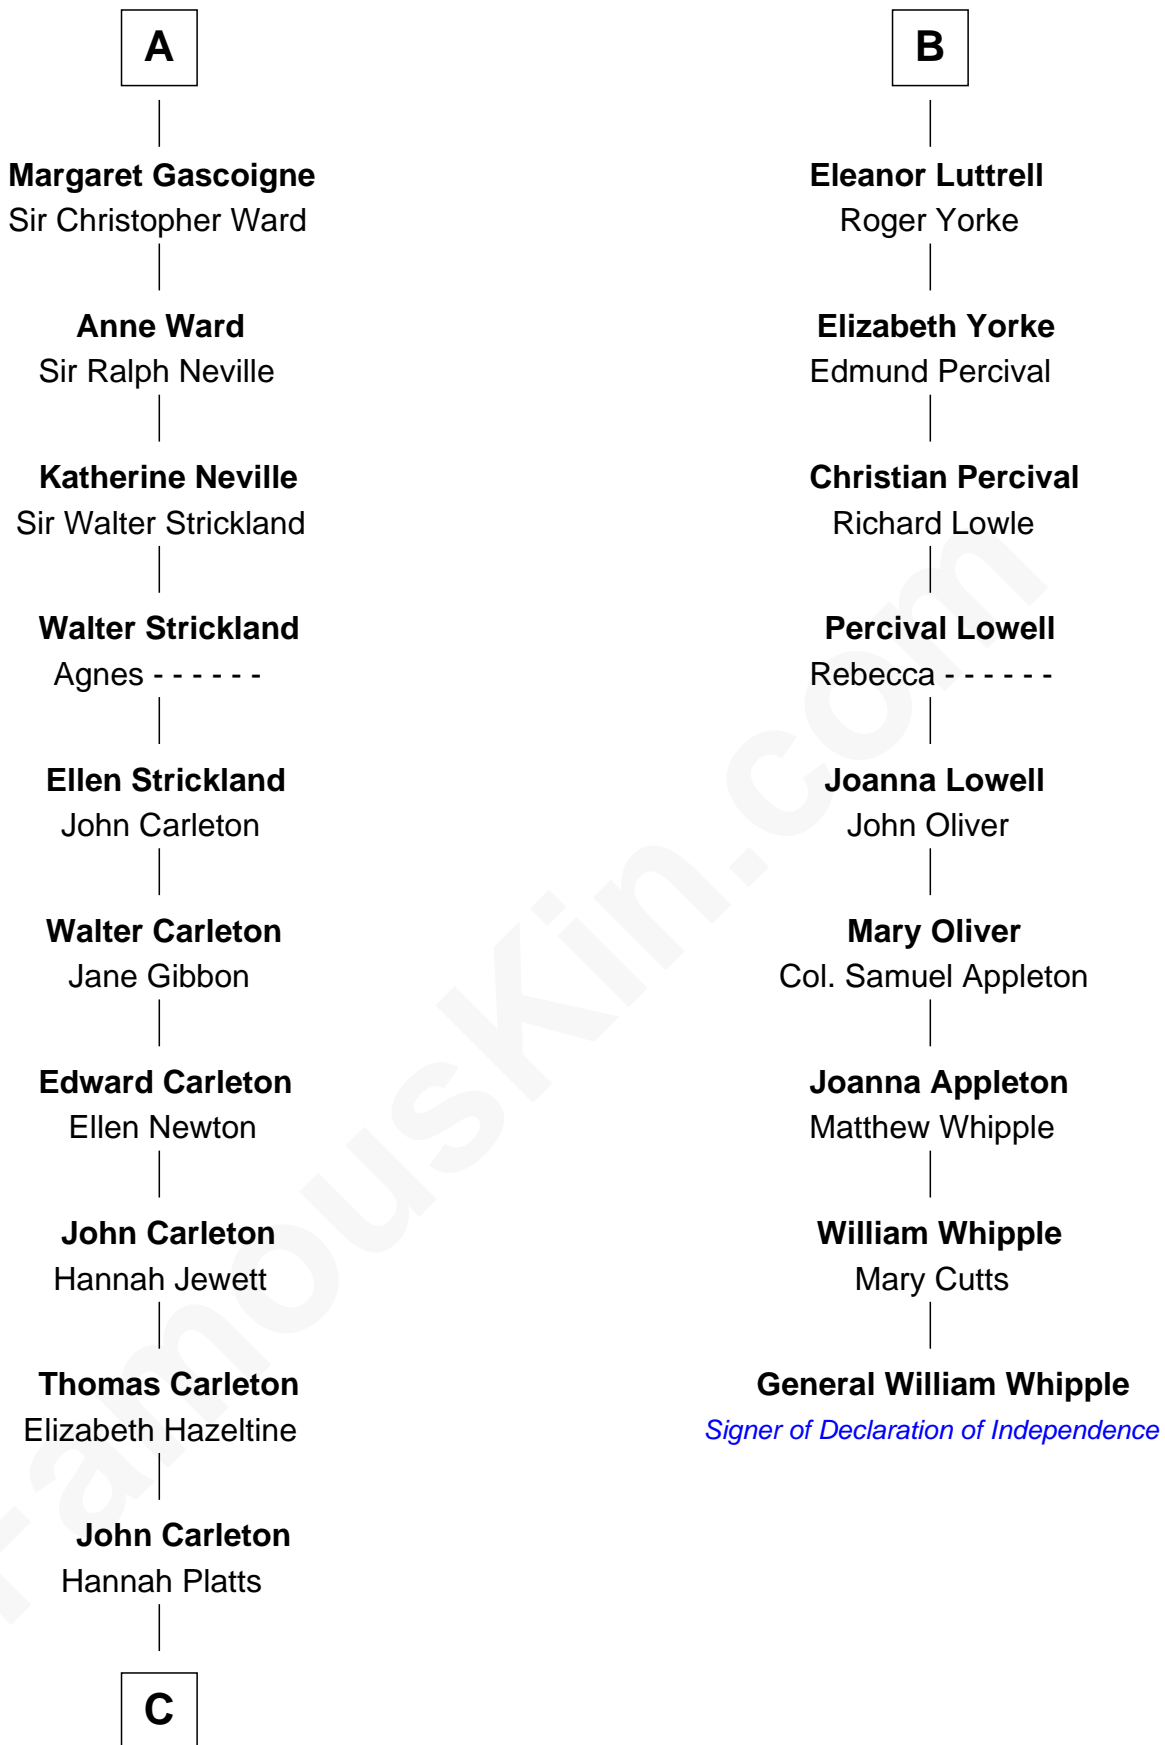 A
Margaret Gascoigne
Sir Christopher Ward
Anne Ward
Sir Ralph Neville
Katherine Neville
Sir Walter Strickland
Walter Strickland
Agnes - - - - - -
Ellen Strickland
John Carleton
Walter Carleton
Jane Gibbon
Edward Carleton
Ellen Newton
John Carleton
Hannah Jewett
Thomas Carleton
Elizabeth Hazeltine
John Carleton
Hannah Platts
C
B
Eleanor Luttrell
Roger Yorke
Elizabeth Yorke
Edmund Percival
Christian Percival
Richard Lowle
Percival Lowell
Rebecca - - - - - -
Joanna Lowell
John Oliver
Mary Oliver
Col. Samuel Appleton
Joanna Appleton
Matthew Whipple
William Whipple
Mary Cutts
General William Whipple
Signer of Declaration of Independence
FamousKin.com